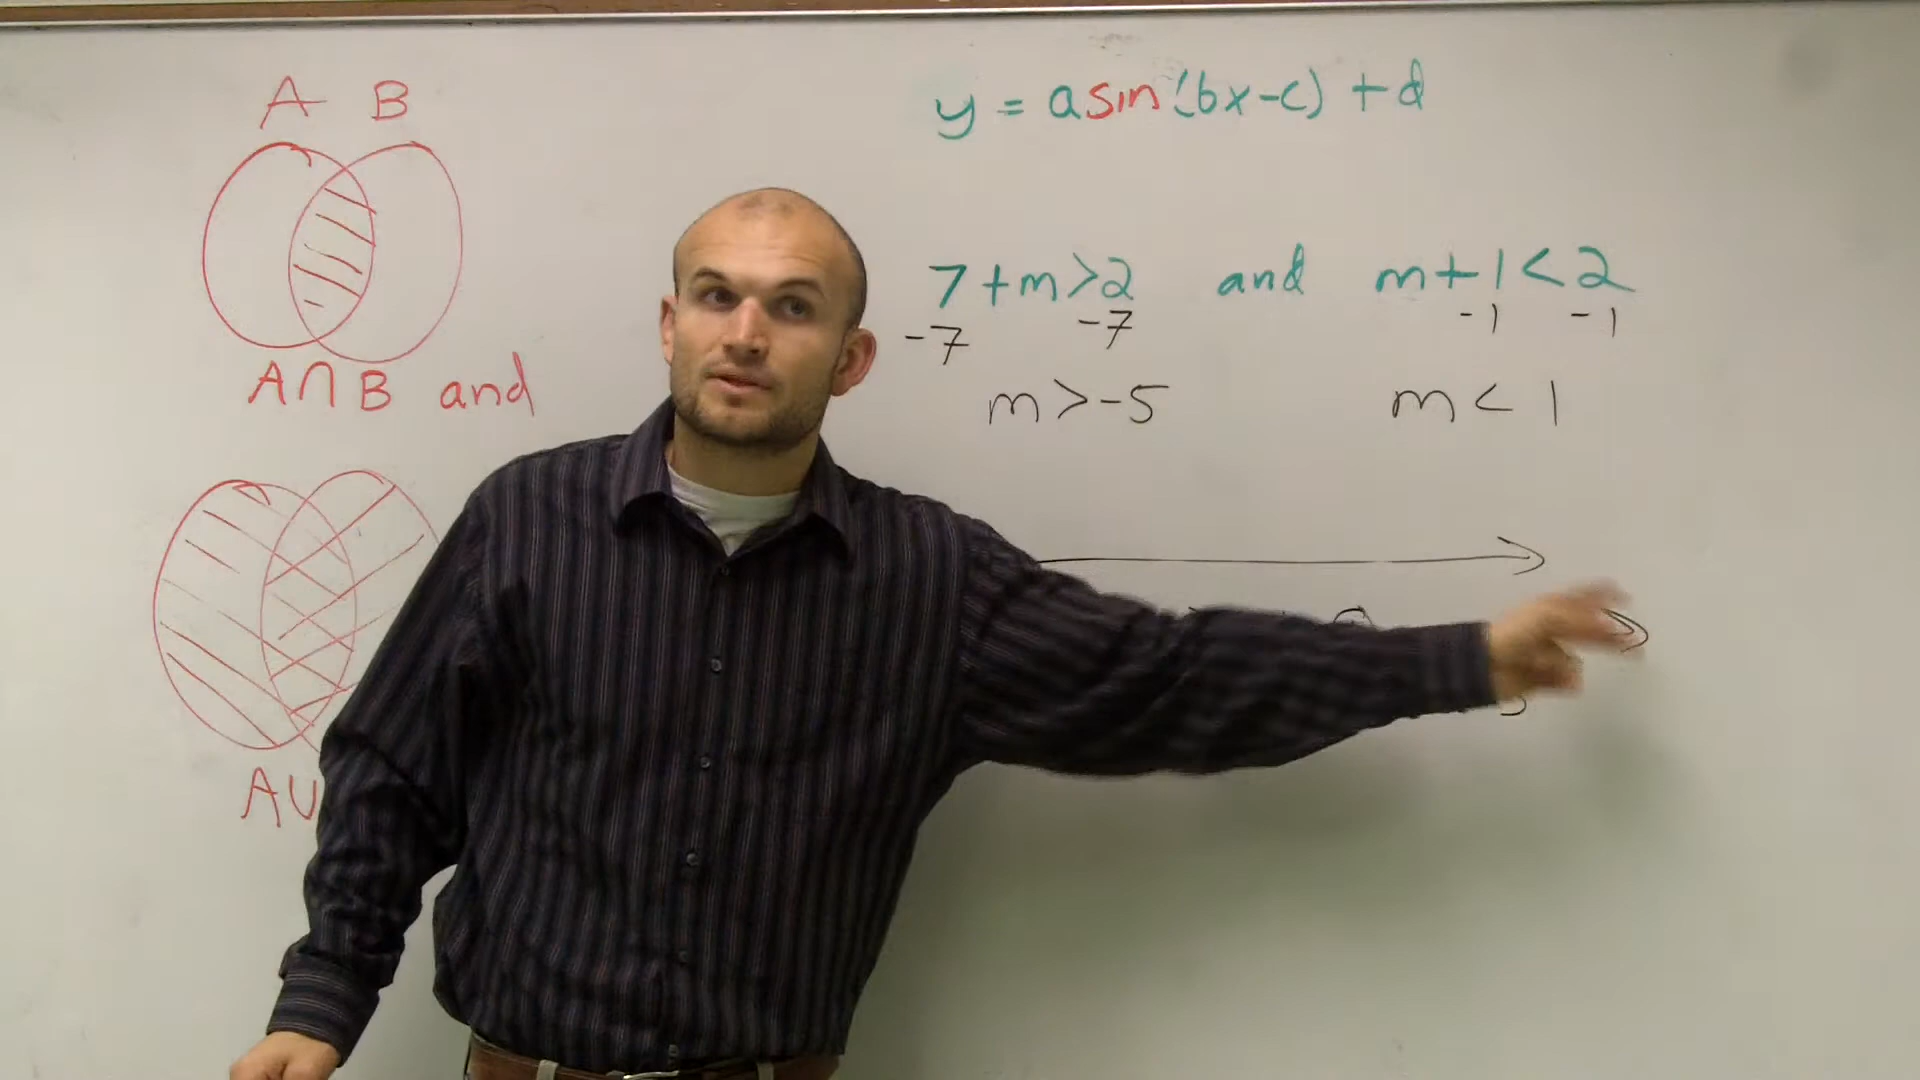 A B
A∩B and
AU
y = a sin(bx-c) + d
7+m>2 and m+1<2
-7 -7 -1 -1
m>-5 m<1